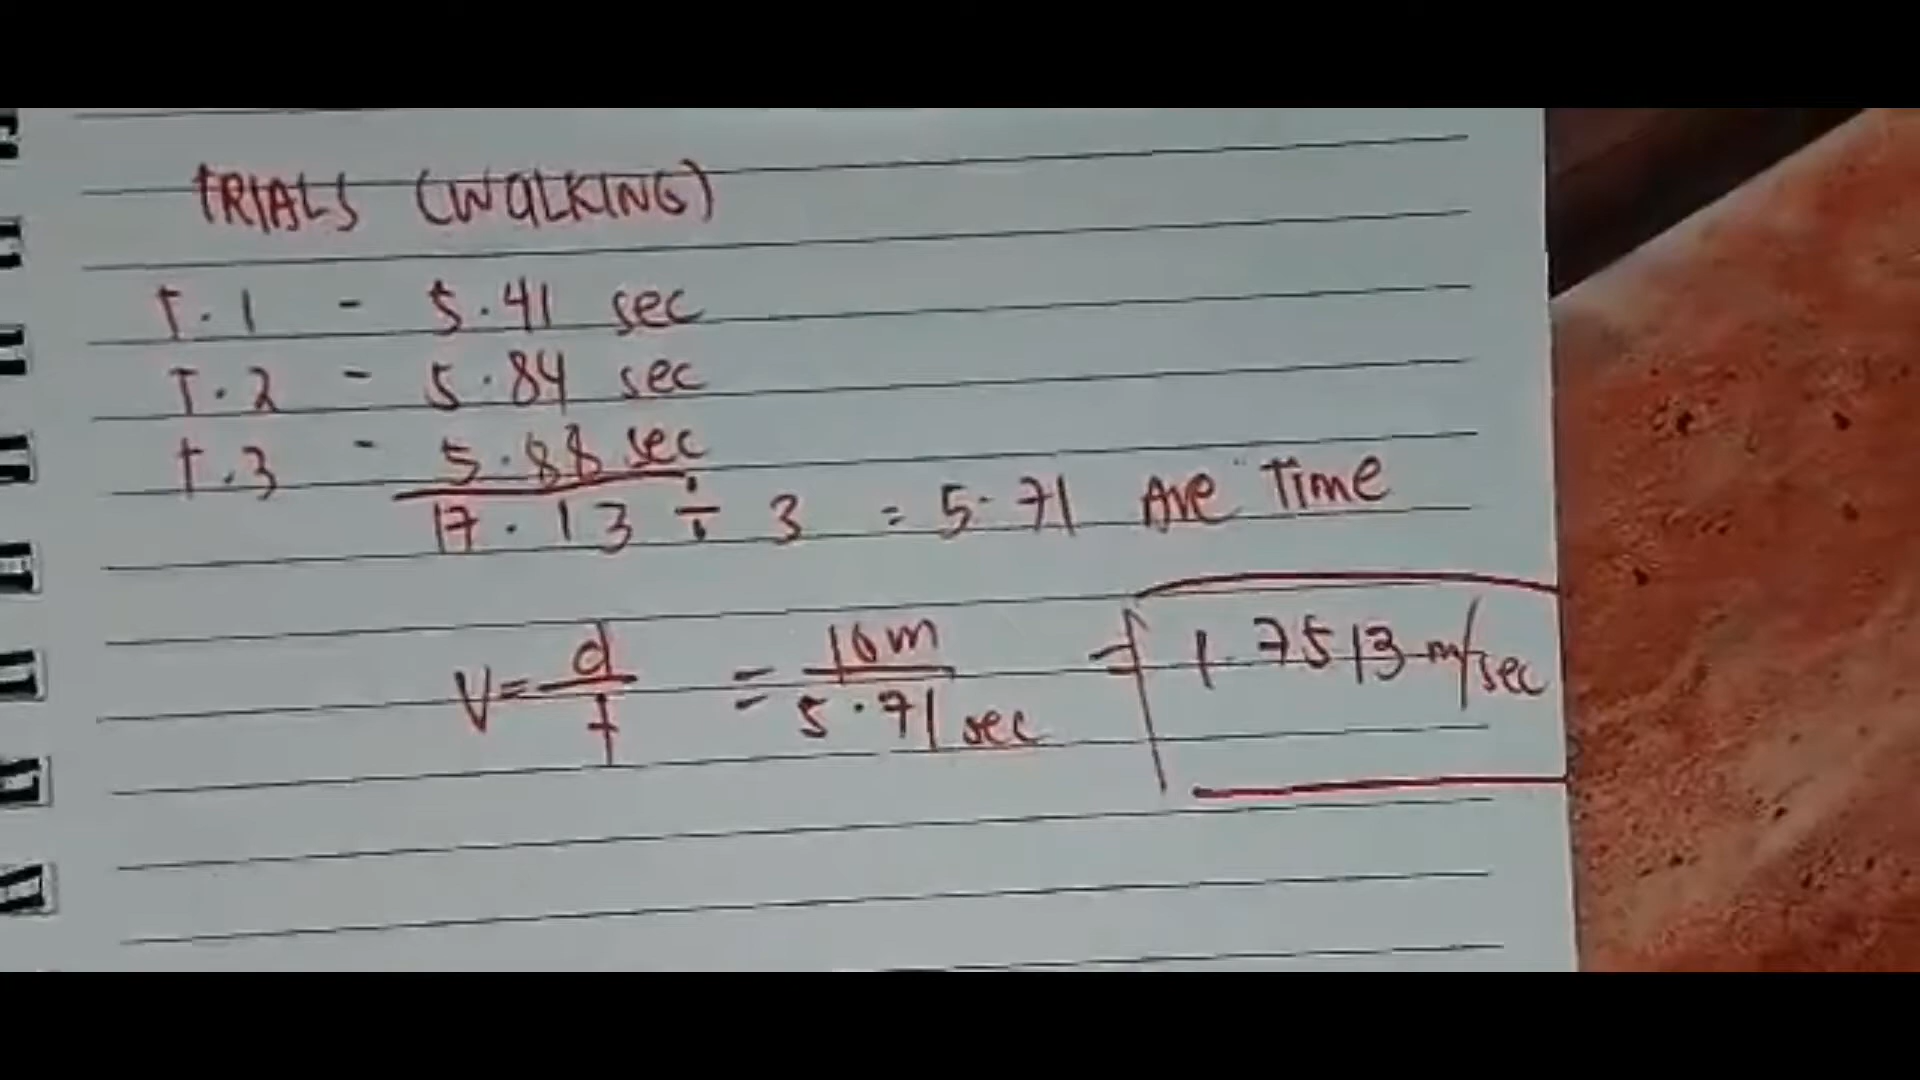 TRIALS (WALKING)
T.1 - 5.41 sec
T.2 - 5.84 sec
T.3 - 5.88 sec
17.13 ÷ 3 = 5.71 Ave Time
V = d/t = 10m/5.71 sec = 1.7513 m/sec